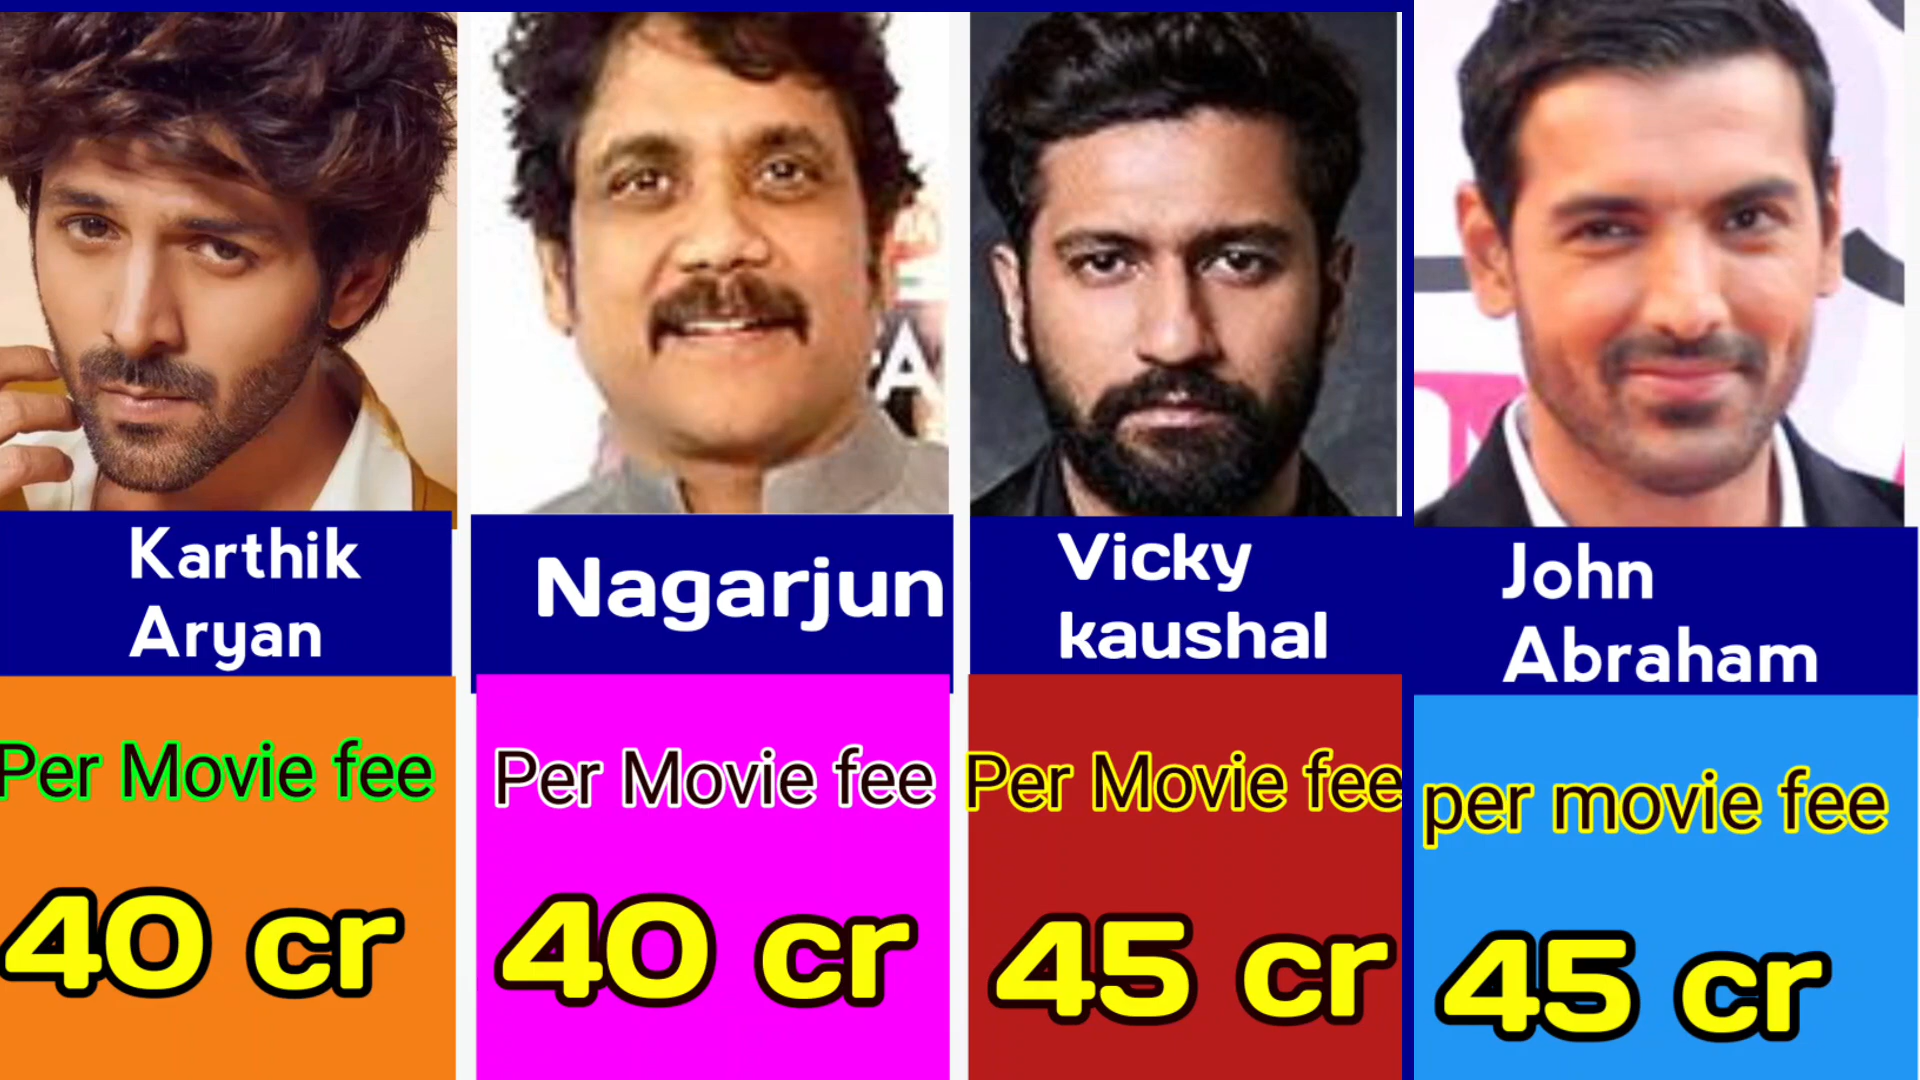 Karthik
Aryan
Per Movie fee
40 cr
Nagarjun
Per Movie fee
40 cr
Vicky
kaushal
Per Movie fee
45 cr
John
Abraham
per movie fee
45 cr